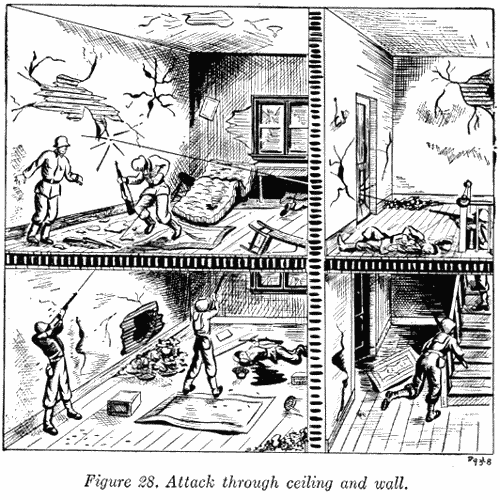 Figure 28. Attack through ceiling and wall.